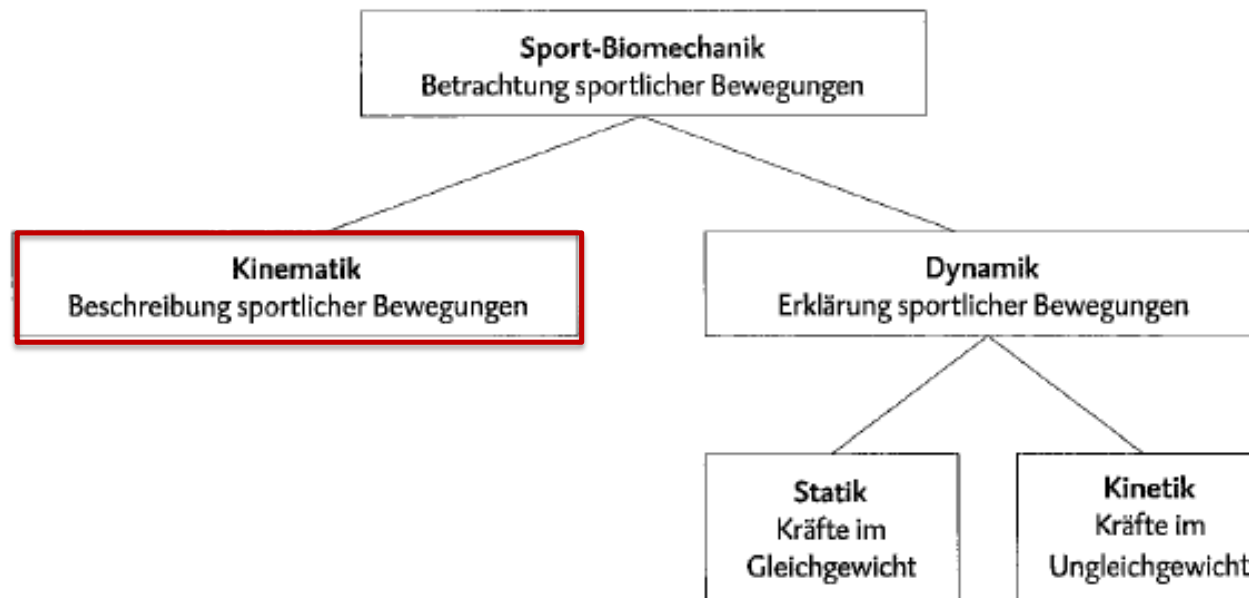 Sport-Biomechanik
Betrachtung sportlicher Bewegungen
Kinematik
Beschreibung sportlicher Bewegungen
Dynamik
Erklärung sportlicher Bewegungen
Statik
Kräfte im
Gleichgewicht
Kinetik
Kräfte im
Ungleichgewicht